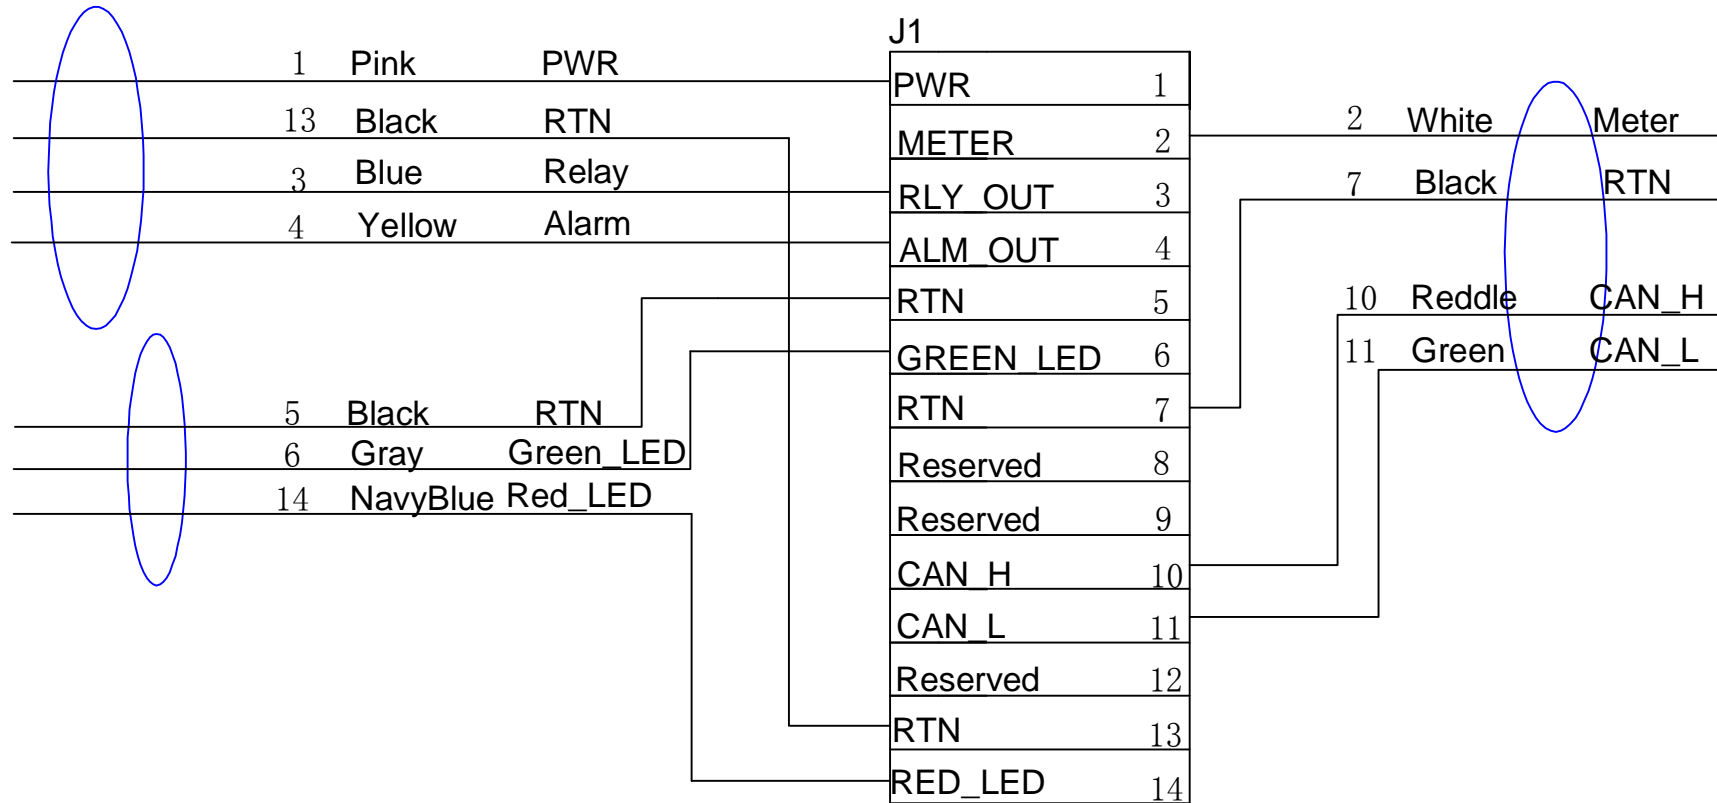 J1
1 Pink PWR
13 Black RTN
3 Blue Relay
4 Yellow Alarm
5 Black RTN
6 Gray Green_LED
14 NavyBlue Red_LED
PWR 1
METER 2
RLY_OUT 3
ALM_OUT 4
RTN 5
GREEN_LED 6
RTN 7
Reserved 8
Reserved 9
CAN_H 10
CAN_L 11
Reserved 12
RTN 13
RED_LED 14
2 White Meter
7 Black RTN
10 Reddle CAN_H
11 Green CAN_L